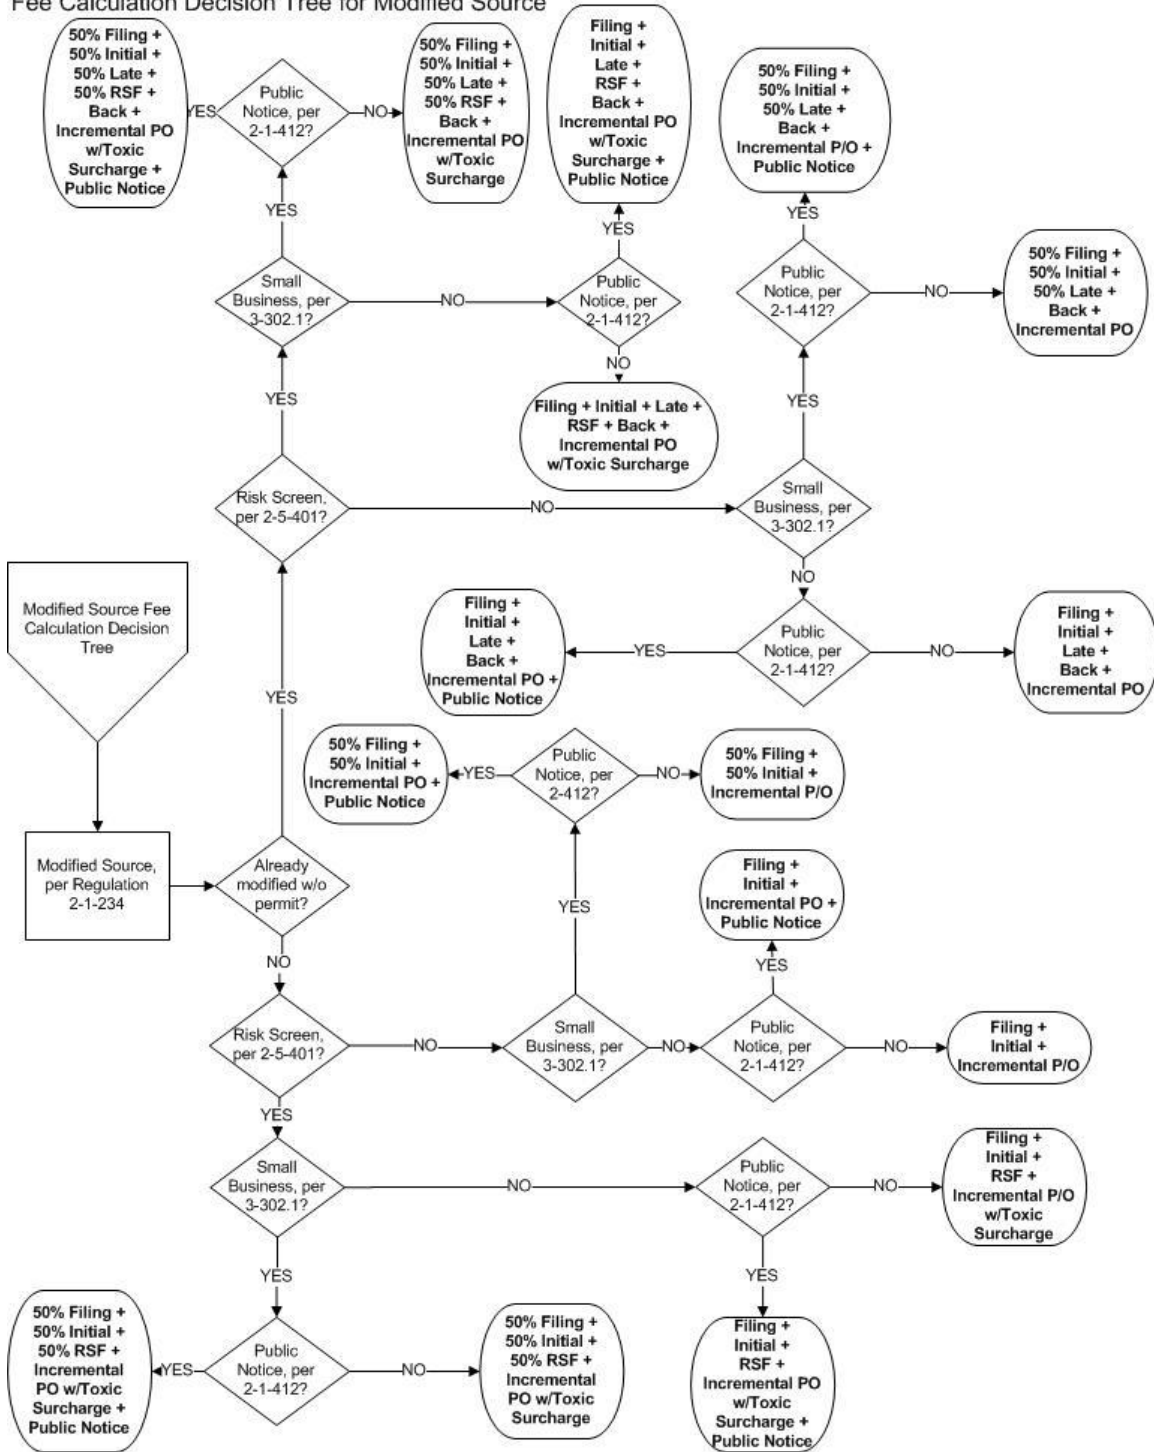 Fee Calculation Decision Tree for Modified Source
50% Filing +
50% Initial +
50% Late +
50% RSF +
Back +
Incremental PO
w/Toxic
Surcharge +
Public Notice
YES
Public
Notice, per
2-1-412?
NO
50% Filing +
50% Initial +
50% Late +
50% RSF +
Back +
Incremental PO
w/Toxic
Surcharge
Filing +
Initial +
Late +
RSF +
Back +
Incremental PO
w/Toxic
Surcharge +
Public Notice
50% Filing +
50% Initial +
50% Late +
Back +
Incremental P/O +
Public Notice
YES
YES
YES
Small
Business, per
3-302.1?
NO
Public
Notice, per
2-1-412?
Public
Notice, per
2-1-412?
NO
50% Filing +
50% Initial +
50% Late +
Back +
Incremental PO
NO
YES
Filing + Initial + Late +
RSF + Back +
Incremental PO
w/Toxic Surcharge
YES
Risk Screen,
per 2-5-401?
NO
Small
Business, per
3-302.1?
NO
Modified Source Fee
Calculation Decision
Tree
Filing +
Initial +
Late +
Back +
Incremental PO +
Public Notice
YES
Public
Notice, per
2-1-412?
NO
Filing +
Initial +
Late +
Back +
Incremental PO
YES
50% Filing +
50% Initial +
Incremental PO +
Public Notice
YES
Public
Notice, per
2-412?
NO
50% Filing +
50% Initial +
Incremental P/O
Modified Source,
per Regulation
2-1-234
Already
modified w/o
permit?
YES
Filing +
Initial +
Incremental PO +
Public Notice
NO
YES
Risk Screen,
per 2-5-401?
NO
Small
Business, per
3-302.1?
NO
Public
Notice, per
2-1-412?
NO
Filing +
Initial +
Incremental P/O
YES
Small
Business, per
3-302.1?
NO
Public
Notice, per
2-1-412?
NO
Filing +
Initial +
RSF +
Incremental P/O
w/Toxic
Surcharge
YES
YES
50% Filing +
50% Initial +
50% RSF +
Incremental
PO w/Toxic
Surcharge +
Public Notice
YES
Public
Notice, per
2-1-412?
NO
50% Filing +
50% Initial +
50% RSF +
Incremental
PO w/Toxic
Surcharge
Filing +
Initial +
RSF +
Incremental PO
w/Toxic
Surcharge +
Public Notice